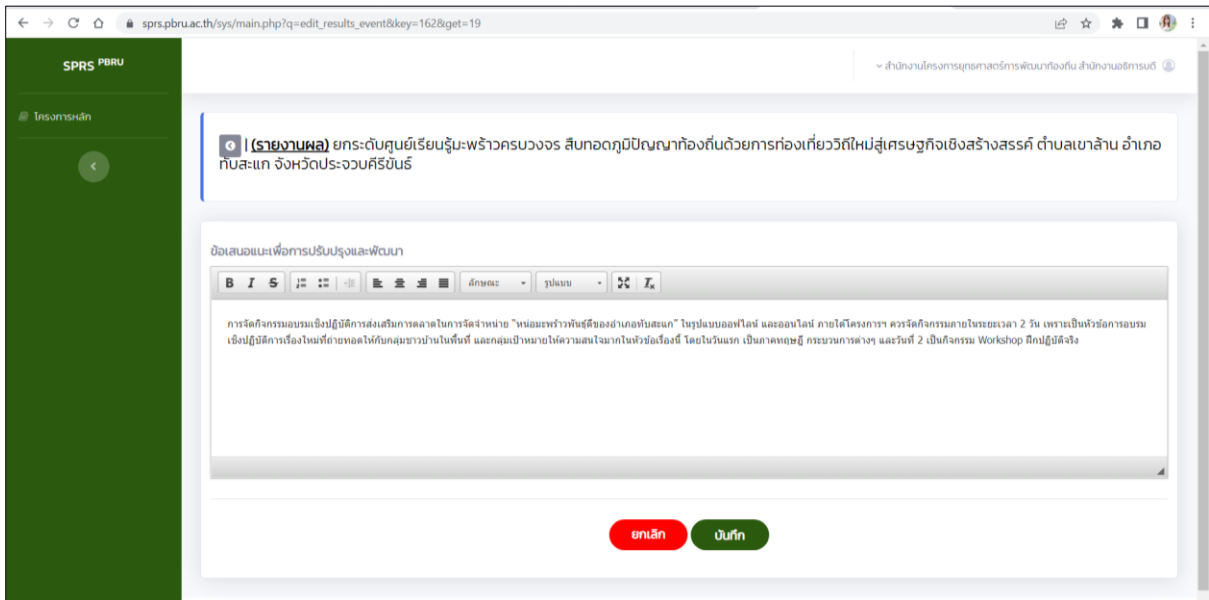 sprs.pbru.ac.th/sys/main.php?q=edit_results_event&key=162&get=19
SPRS PBRU
สำนักงานโครงการยุทธศาสตร์การพัฒนาท้องถิ่น สำนักงานอธิการบดี
โครงการหลัก
| (รายงานผล) ยกระดับศูนย์เรียนรู้มะพร้าวครบวงจร สืบทอดภูมิปัญญาท้องถิ่นด้วยการท่องเที่ยววิถีใหม่สู่เศรษฐกิจเชิงสร้างสรรค์ ตำบลเขาล้าน อำเภอ
ทับสะแก จังหวัดประจวบคีรีขันธ์
ข้อเสนอแนะเพื่อการปรับปรุงและพัฒนา
B I S ลักษณะ รูปแบบ Ix
การจัดกิจกรรมอบรมเชิงปฏิบัติการส่งเสริมการตลาดในการจัดจำหน่าย "หน่อมะพร้าวพันธุ์ดีของอำเภอทับสะแก" ในรูปแบบออฟไลน์ และออนไลน์ ภายใต้โครงการฯ ควรจัดกิจกรรมภายในระยะเวลา 2 วัน เพราะเป็นหัวข้อการอบรม
เชิงปฏิบัติการเรื่องใหม่ที่ถ่ายทอดให้กับกลุ่มชาวบ้านในพื้นที่ และกลุ่มเป้าหมายให้ความสนใจมากในหัวข้อเรื่องนี้ โดยในวันแรก เป็นภาคทฤษฎี กระบวนการต่างๆ และวันที่ 2 เป็นกิจกรรม Workshop ฝึกปฏิบัติจริง
ยกเลิก บันทึก